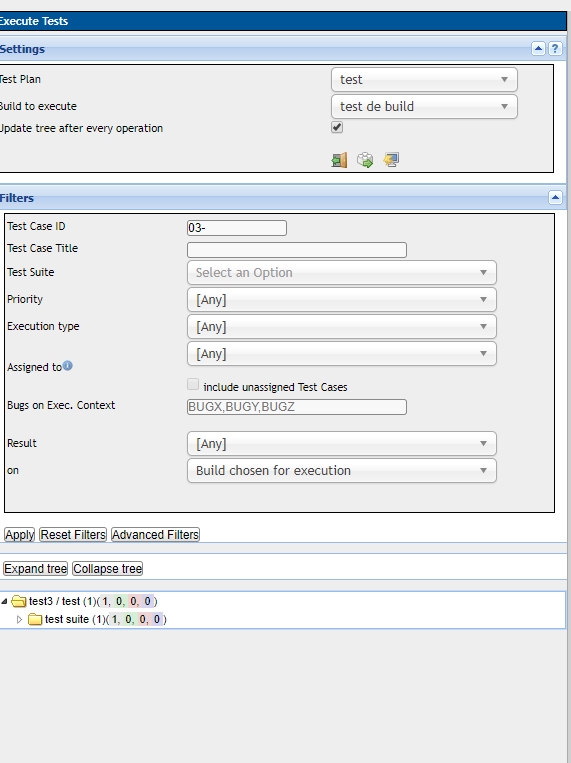 Execute Tests
Settings
?
Test Plan
test
Build to execute
test de build
Update tree after every operation
Filters
Test Case ID
03-
Test Case Title
Test Suite
Select an Option
Priority
[Any]
Execution type
[Any]
[Any]
Assigned to
include unassigned Test Cases
Bugs on Exec. Context
BUGX,BUGY,BUGZ
Result
[Any]
on
Build chosen for execution
Apply Reset Filters Advanced Filters
Expand tree Collapse tree
test3 / test (1)( 1, 0, 0, 0 )
test suite (1)( 1, 0, 0, 0 )